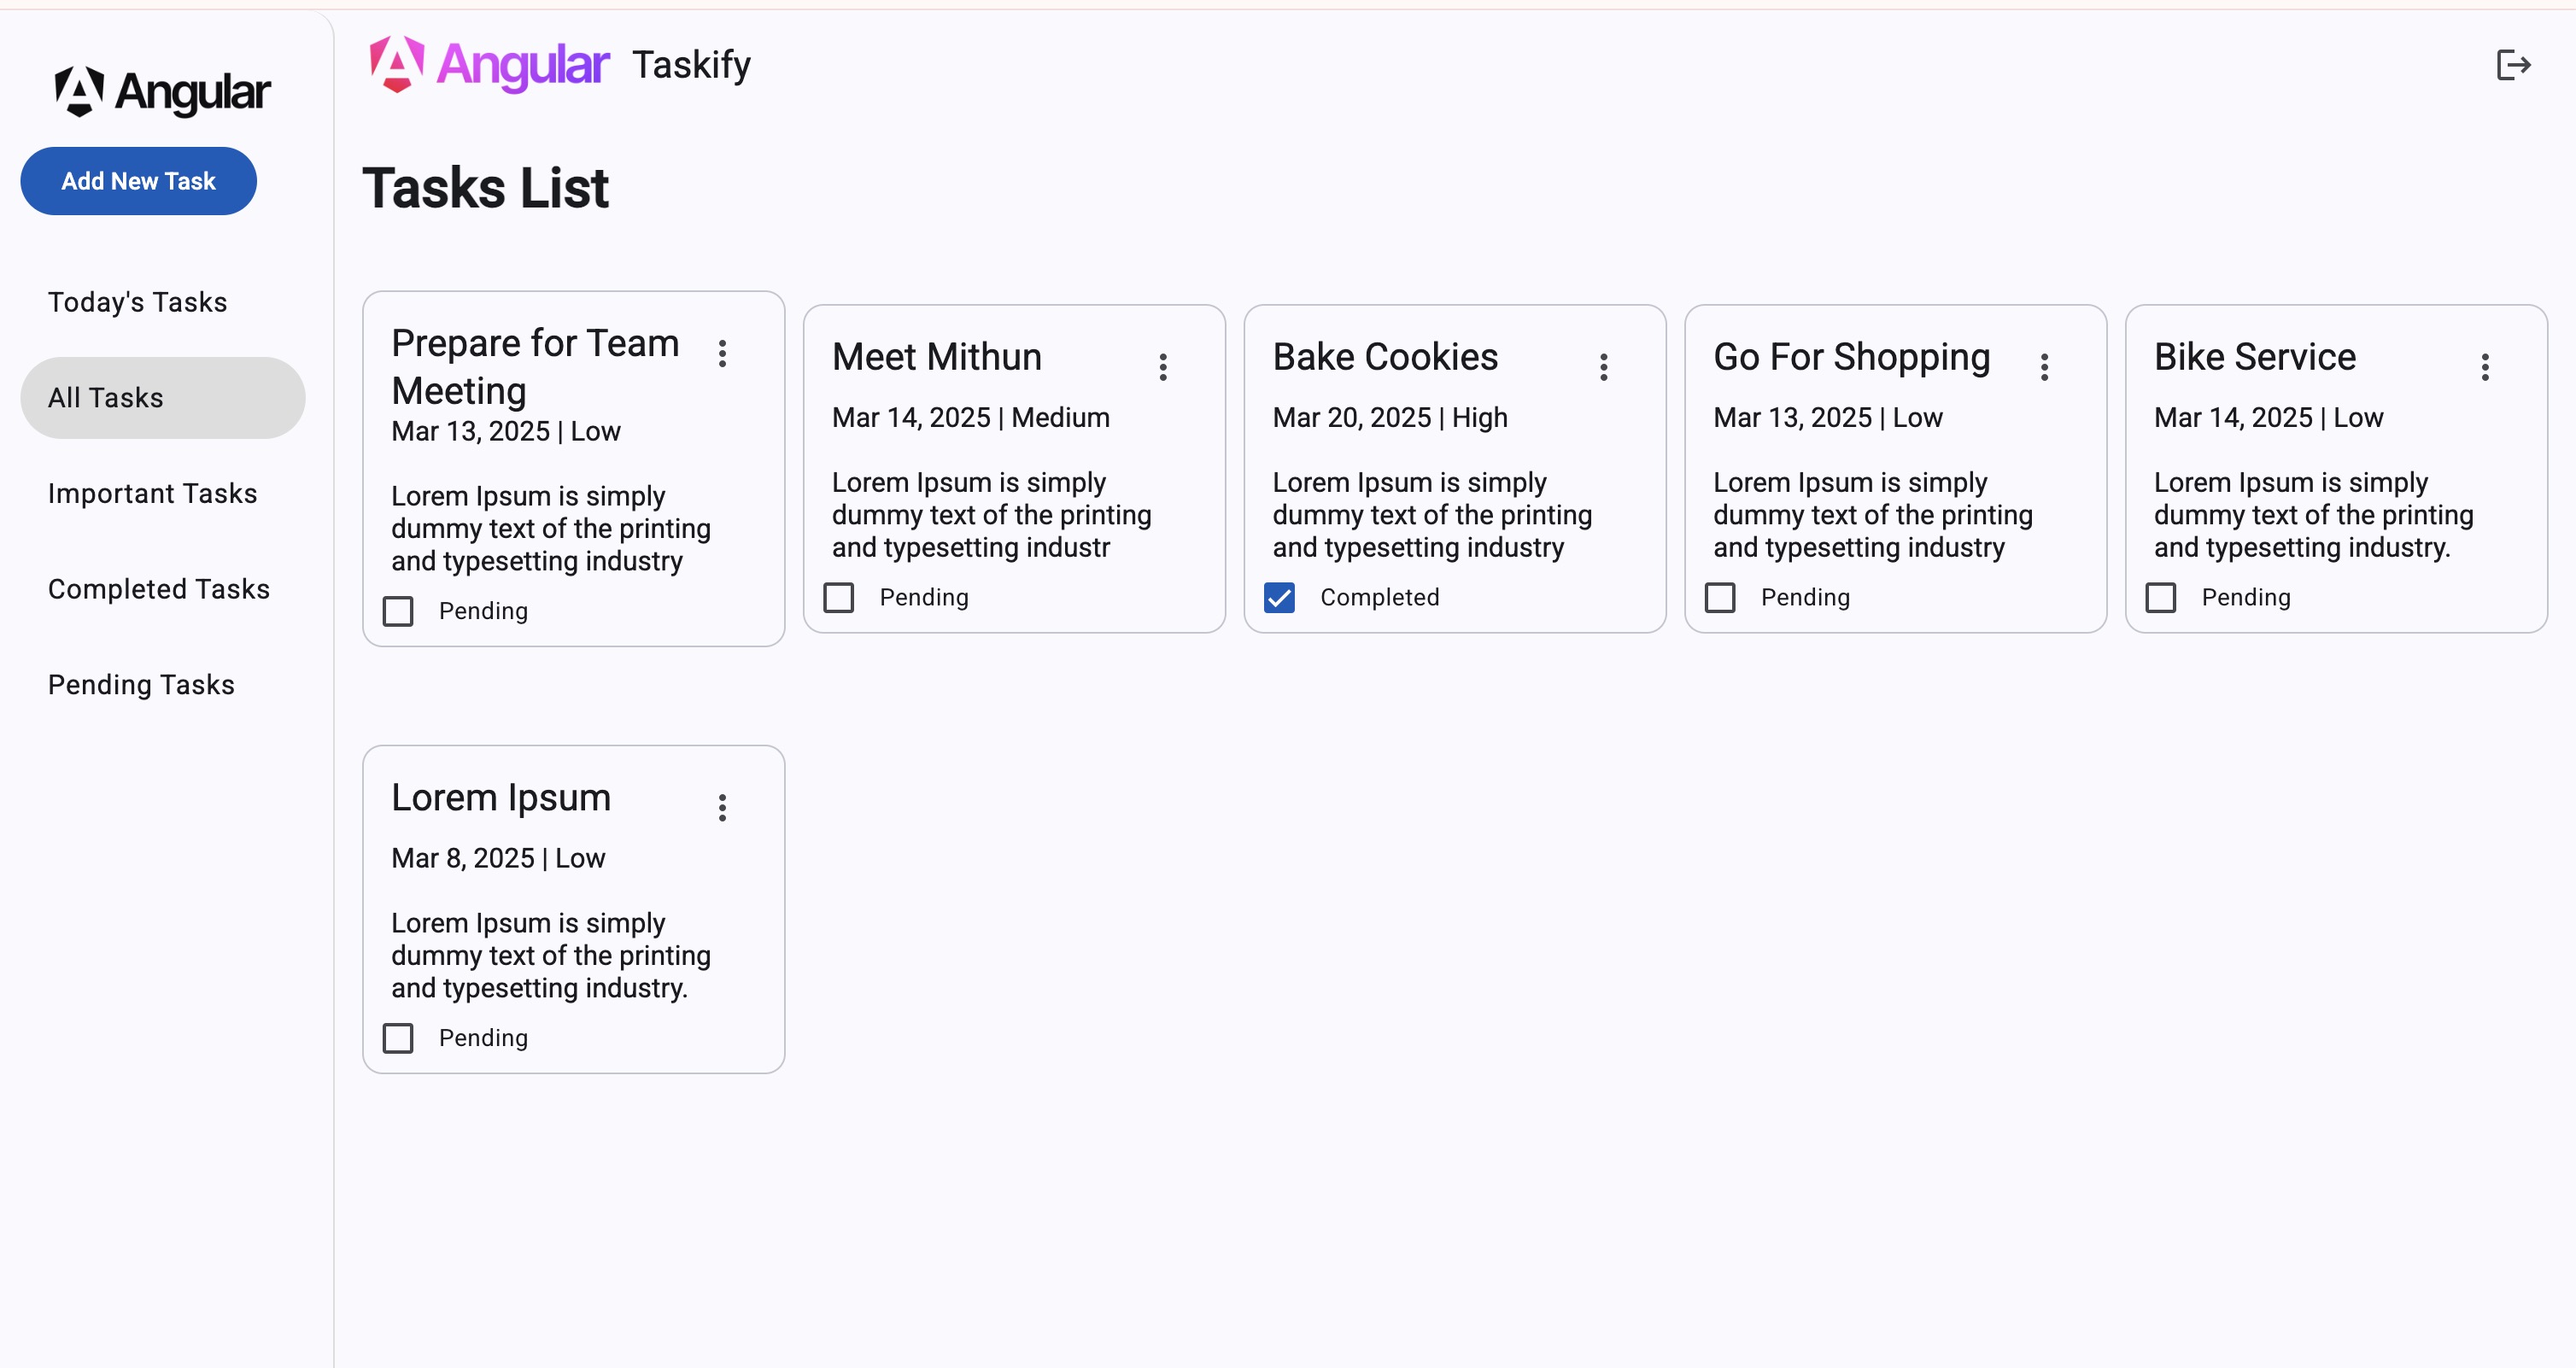 Angular
Add New Task
Today's Tasks
All Tasks
Important Tasks
Completed Tasks
Pending Tasks
Angular Taskify
Tasks List
Prepare for Team
Meeting
Mar 13, 2025 | Low
Lorem Ipsum is simply
dummy text of the printing
and typesetting industry
Pending
Meet Mithun
Mar 14, 2025 | Medium
Lorem Ipsum is simply
dummy text of the printing
and typesetting industr
Pending
Bake Cookies
Mar 20, 2025 | High
Lorem Ipsum is simply
dummy text of the printing
and typesetting industry
Completed
Go For Shopping
Mar 13, 2025 | Low
Lorem Ipsum is simply
dummy text of the printing
and typesetting industry
Pending
Bike Service
Mar 14, 2025 | Low
Lorem Ipsum is simply
dummy text of the printing
and typesetting industry.
Pending
Lorem Ipsum
Mar 8, 2025 | Low
Lorem Ipsum is simply
dummy text of the printing
and typesetting industry.
Pending